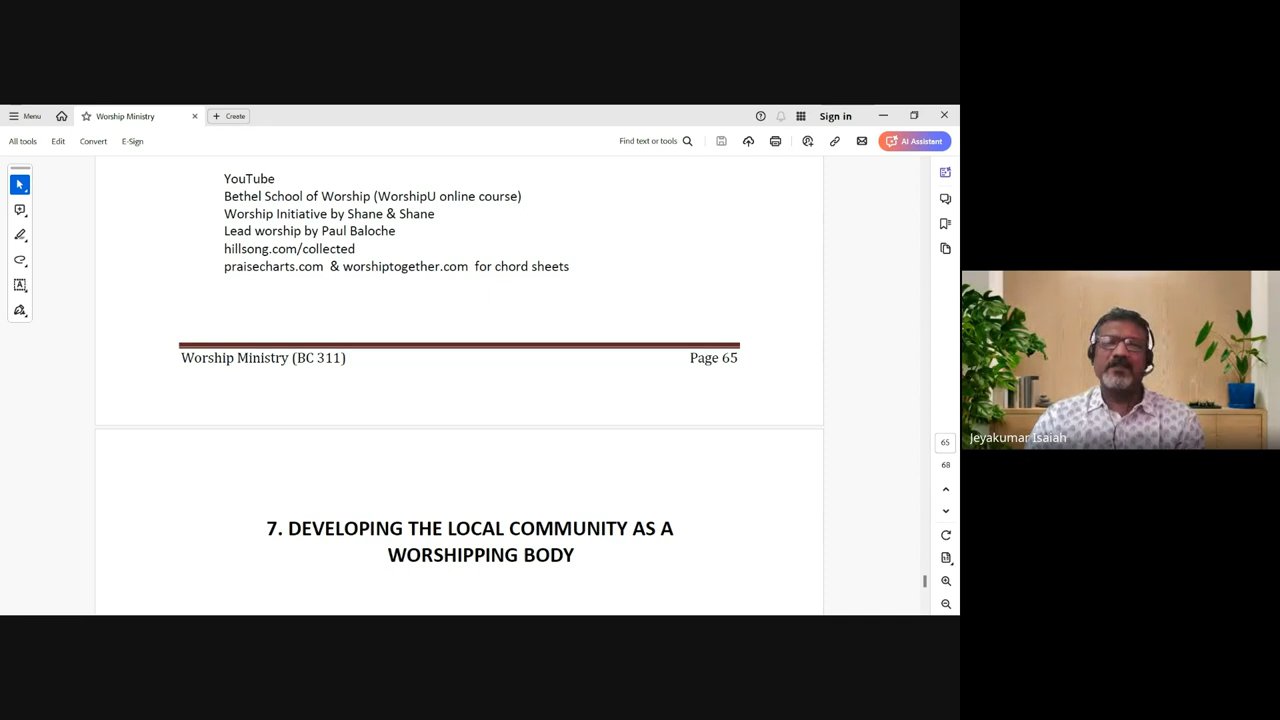 Menu
Worship Ministry
Create
Sign in
All tools
Edit
Convert
E-Sign
Find text or tools
AI Assistant
YouTube
Bethel School of Worship (WorshipU online course)
Worship Initiative by Shane & Shane
Lead worship by Paul Baloche
hillsong.com/collected
praisecharts.com & worshiptogether.com for chord sheets
Worship Ministry (BC 311)
Page 65
7. DEVELOPING THE LOCAL COMMUNITY AS A
WORSHIPPING BODY
65
68
Jeyakumar Isaiah